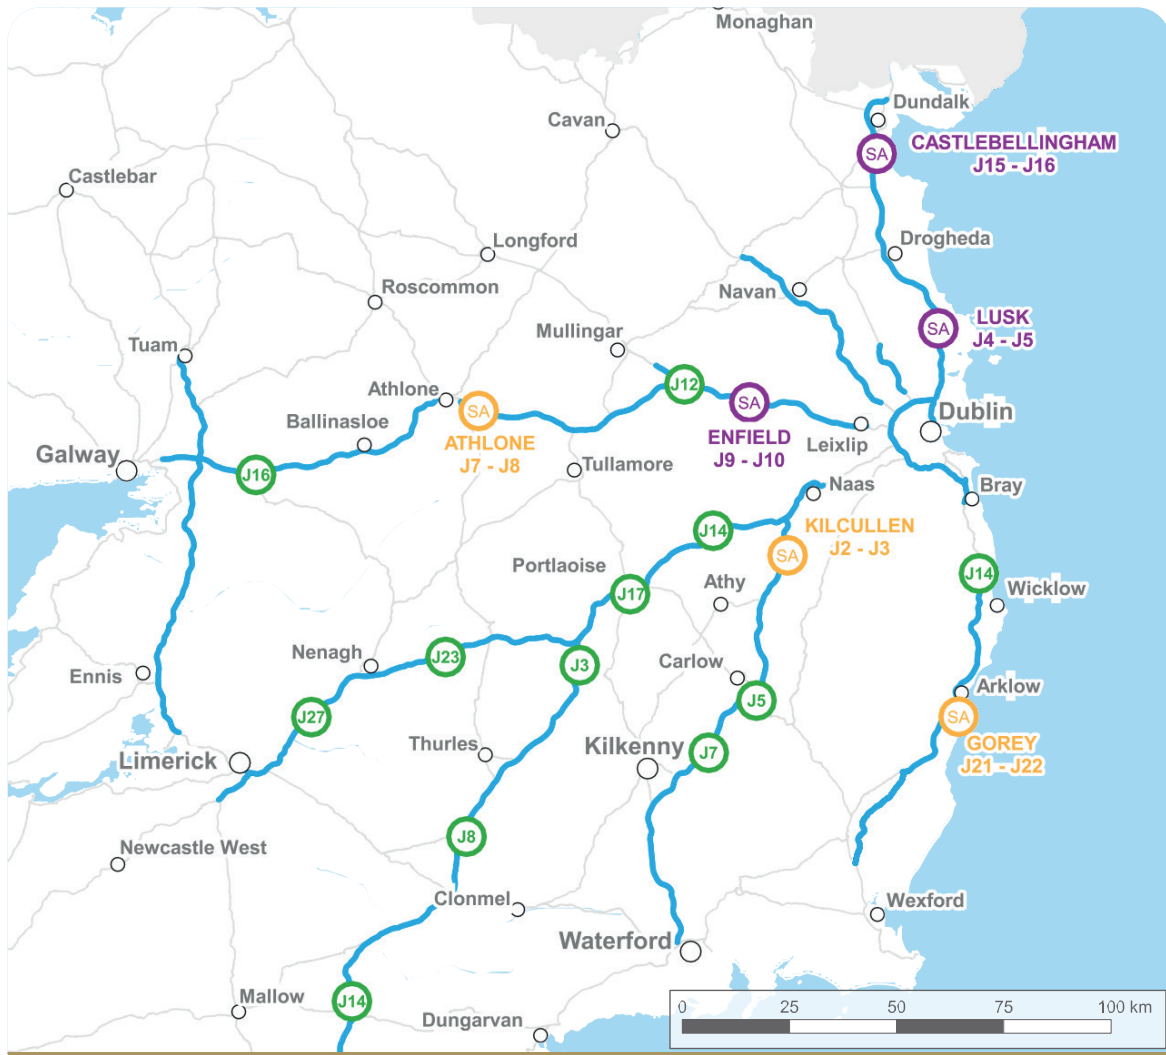 Monaghan
Dundalk
Cavan
SA
CASTLEBELLINGHAM
J15 - J16
Castlebar
Longford
Drogheda
Roscommon
Navan
Mullingar
SA
LUSK
J4 - J5
Tuam
Athlone
J12
SA
SA
Ballinasloe
ATHLONE
J7 - J8
ENFIELD
J9 - J10
Dublin
Leixlip
Galway
J16
Tullamore
Naas
Bray
J14
KILCULLEN
J2 - J3
SA
Portlaoise
J17
Athy
J14
Wicklow
Nenagh
J23
J3
Carlow
Ennis
Arklow
J5
J27
SA
GOREY
J21 - J22
Limerick
Thurles
Kilkenny
J7
J8
Newcastle West
Clonmel
Wexford
Waterford
Mallow
J14
Dungarvan
0 25 50 75 100 km